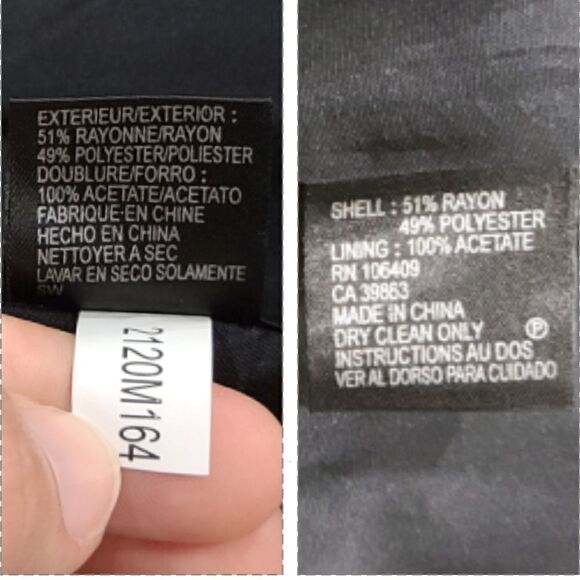 EXTERIEUR/EXTERIOR :
51% RAYONNE/RAYON
49% POLYESTER/POLIESTER
DOUBLURE/FORRO :
100% ACETATE/ACETATO
FABRIQUE EN CHINE
HECHO EN CHINA
NETTOYER A SEC
LAVAR EN SECO SOLAMENTE
SW
2120M164
SHELL : 51% RAYON
49% POLYESTER
LINING : 100% ACETATE
RN 106409
CA 39863
MADE IN CHINA
DRY CLEAN ONLY Ⓟ
INSTRUCTIONS AU DOS
VER AL DORSO PARA CUIDADO